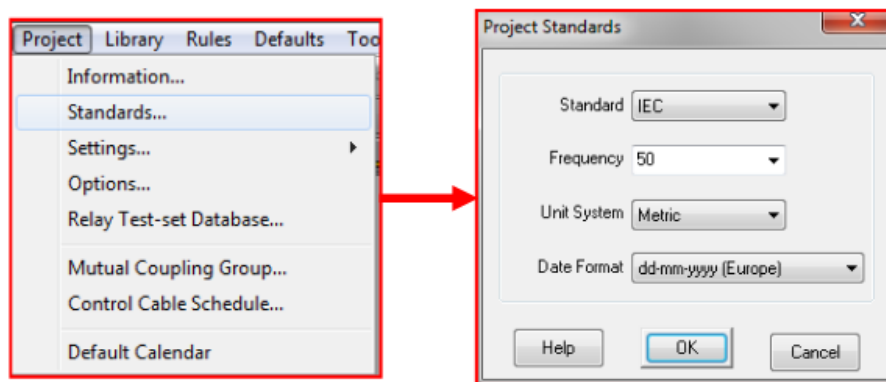 Project Library Rules Defaults Too
Information...
Standards...
Settings...
Options...
Relay Test-set Database...
Mutual Coupling Group...
Control Cable Schedule...
Default Calendar
Project Standards
Standard IEC
Frequency 50
Unit System Metric
Date Format dd-mm-yyyy (Europe)
Help OK Cancel